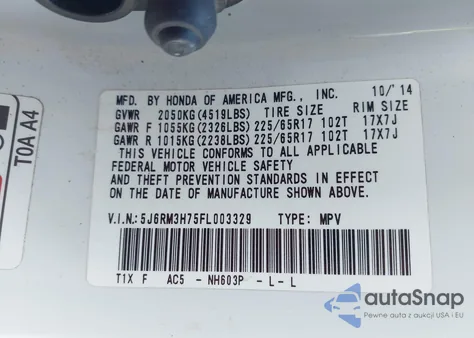 MFD. BY HONDA OF AMERICA MFG., INC. 10/'14
GVWR 2050KG(4519LBS) TIRE SIZE RIM SIZE
GAWR F 1055KG(2326LBS) 225/65R17 102T 17X7J
GAWR R 1015KG(2238LBS) 225/65R17 102T 17X7J
THIS VEHICLE CONFORMS TO ALL APPLICABLE
FEDERAL MOTOR VEHICLE SAFETY
AND THEFT PREVENTION STANDARDS IN EFFECT
ON THE DATE OF MANUFACTURE SHOWN ABOVE.
V.I.N.:5J6RM3H75FL003329 TYPE: MPV
T1X F AC5 - NH603P - L - L
T0A A4
autoSnap
Pewne auta z aukcji USA i EU